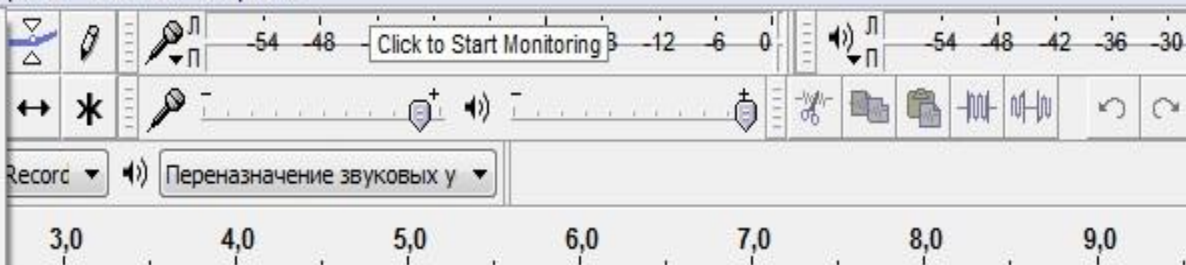 Л -54 -48 Click to Start Monitoring -12 -6 0 Л -54 -48 -42 -36 -30
П П
- + - +
Record Переназначение звуковых у
3,0 4,0 5,0 6,0 7,0 8,0 9,0